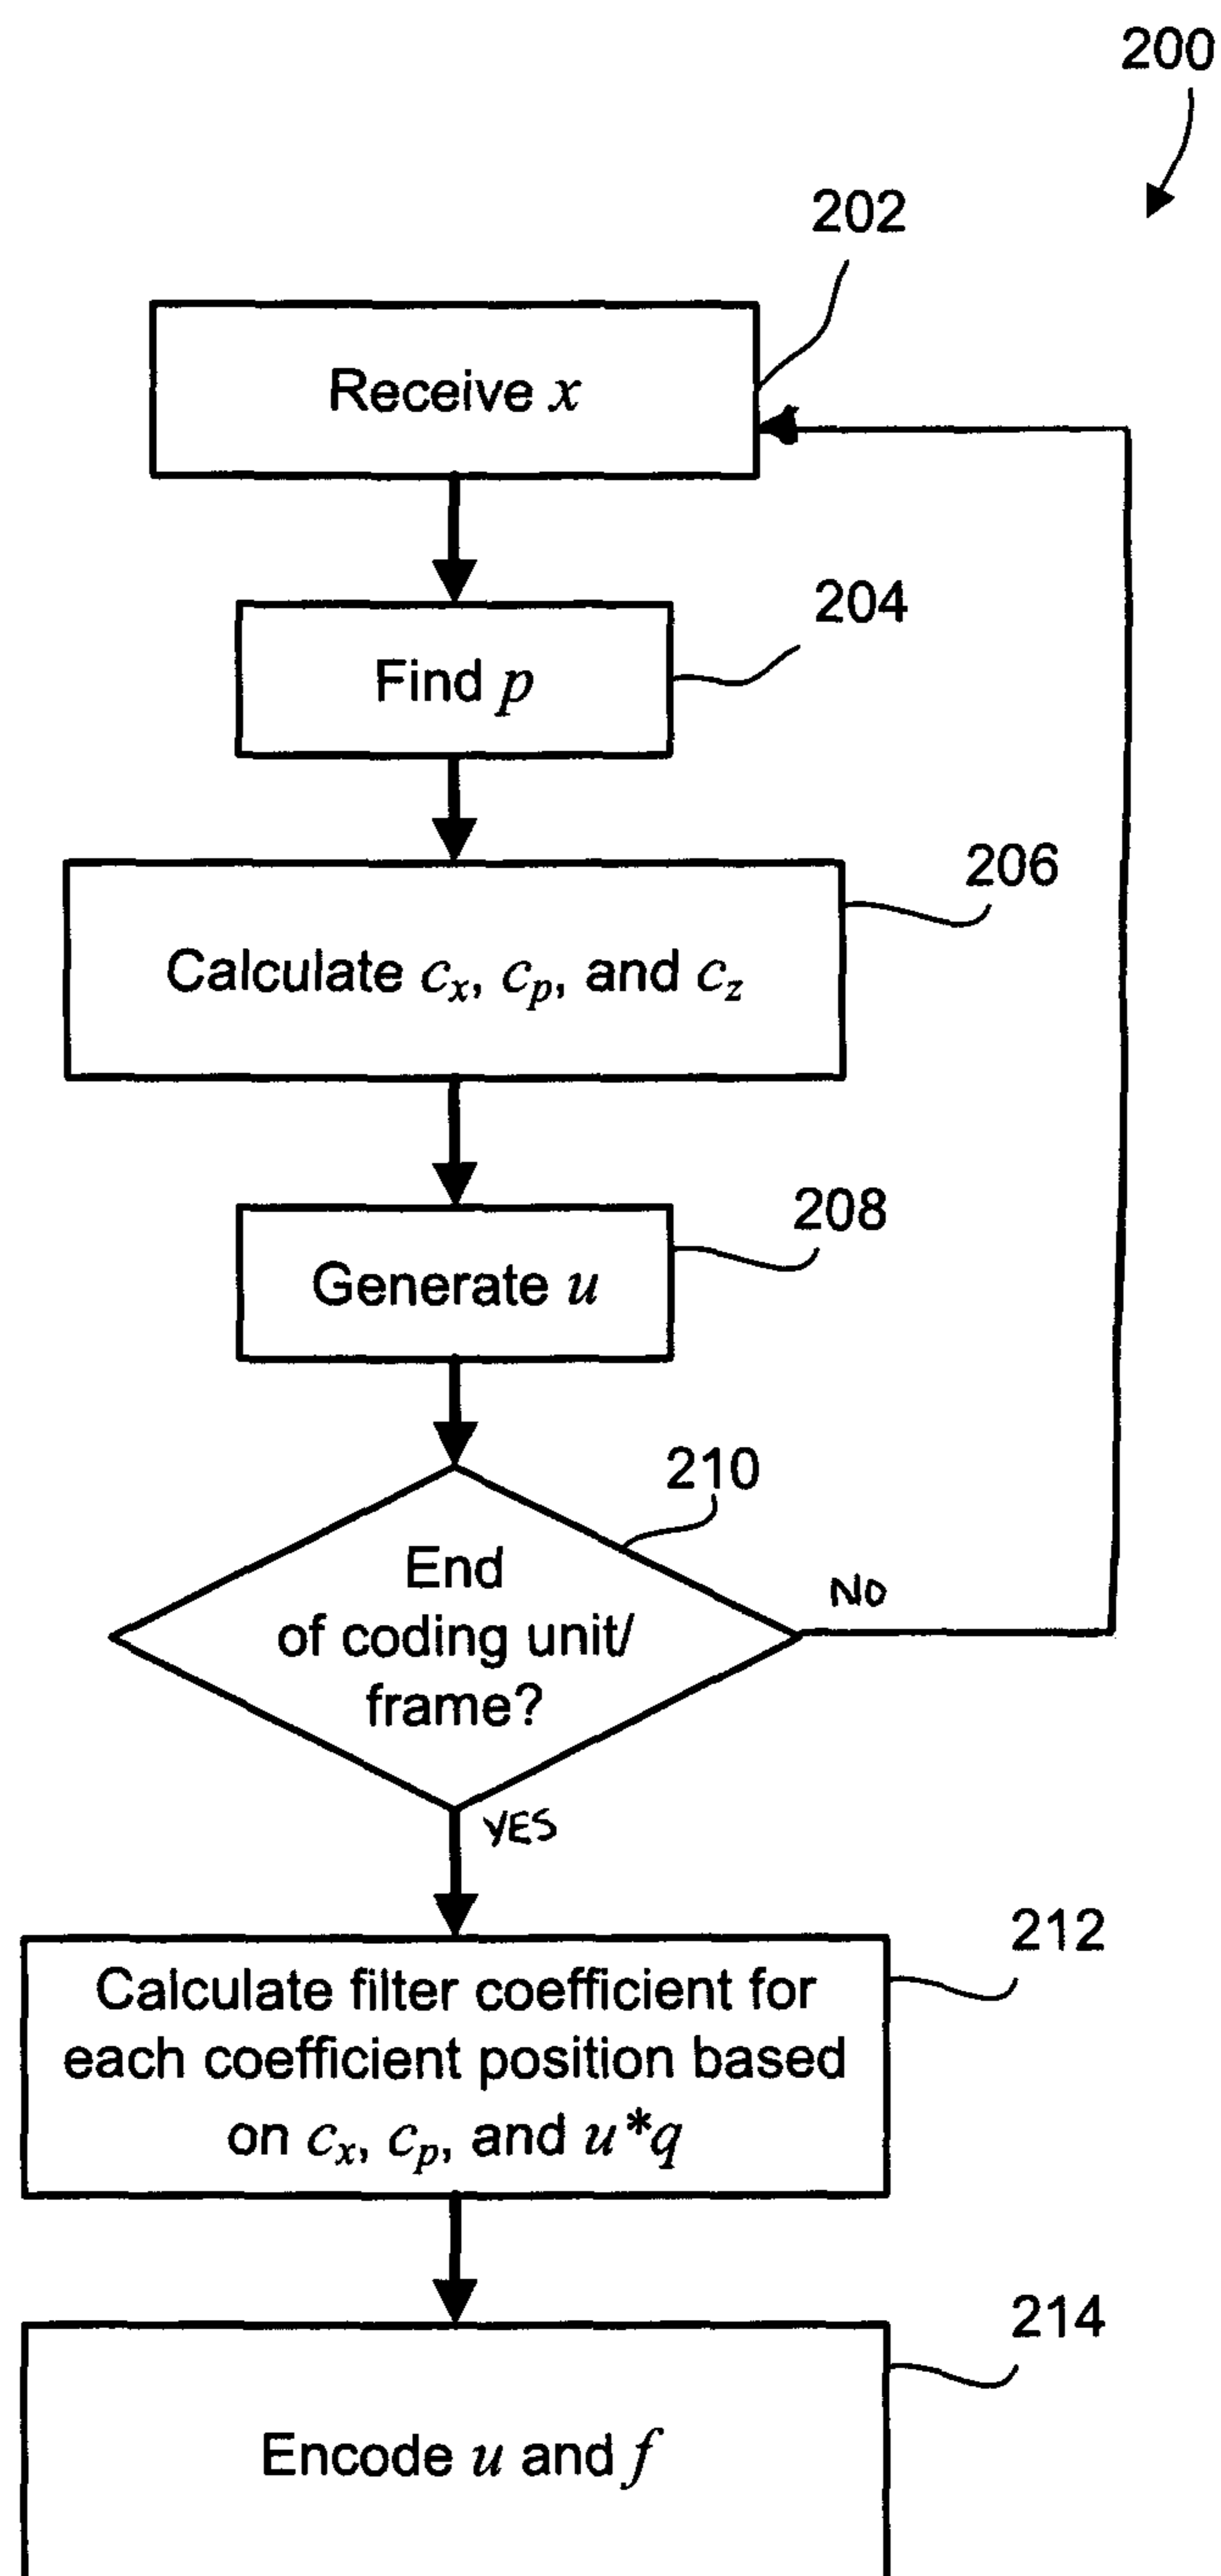 200
202
Receive x
204
Find p
206
Calculate cₓ, cₚ, and c_z
208
Generate u
210
End
of coding unit/
frame?
NO
YES
212
Calculate filter coefficient for
each coefficient position based
on cₓ, cₚ, and u*q
214
Encode u and f